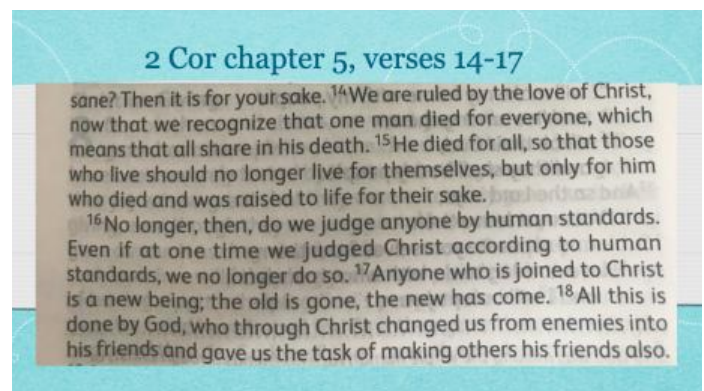 2 Cor chapter 5, verses 14-17
sane? Then it is for your sake. 14We are ruled by the love of Christ,
now that we recognize that one man died for everyone, which
means that all share in his death. 15He died for all, so that those
who live should no longer live for themselves, but only for him
who died and was raised to life for their sake.
16No longer, then, do we judge anyone by human standards.
Even if at one time we judged Christ according to human
standards, we no longer do so. 17Anyone who is joined to Christ
is a new being; the old is gone, the new has come. 18All this is
done by God, who through Christ changed us from enemies into
his friends and gave us the task of making others his friends also.